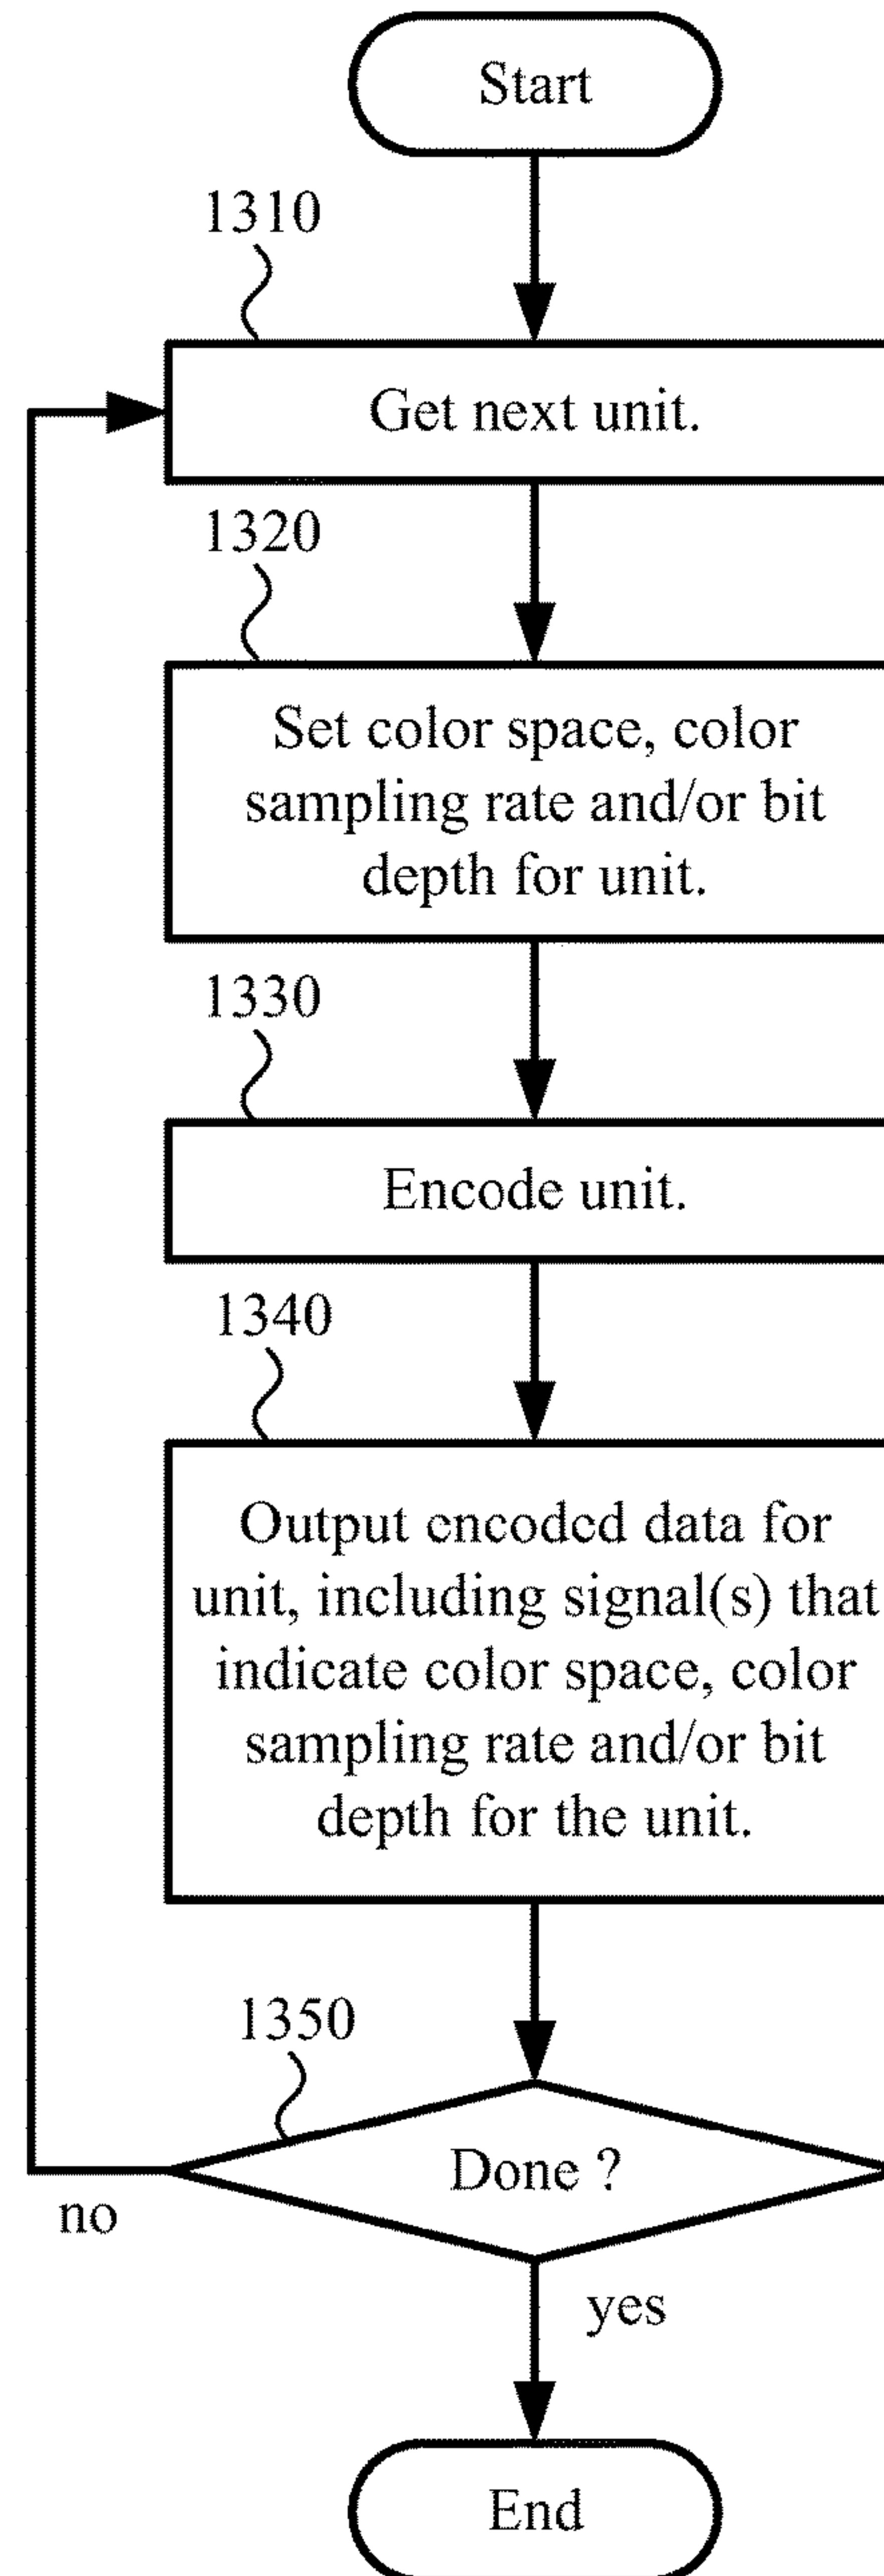 Start
1310
Get next unit.
1320
Set color space, color
sampling rate and/or bit
depth for unit.
1330
Encode unit.
1340
Output encoded data for
unit, including signal(s) that
indicate color space, color
sampling rate and/or bit
depth for the unit.
1350
Done ?
no
yes
End